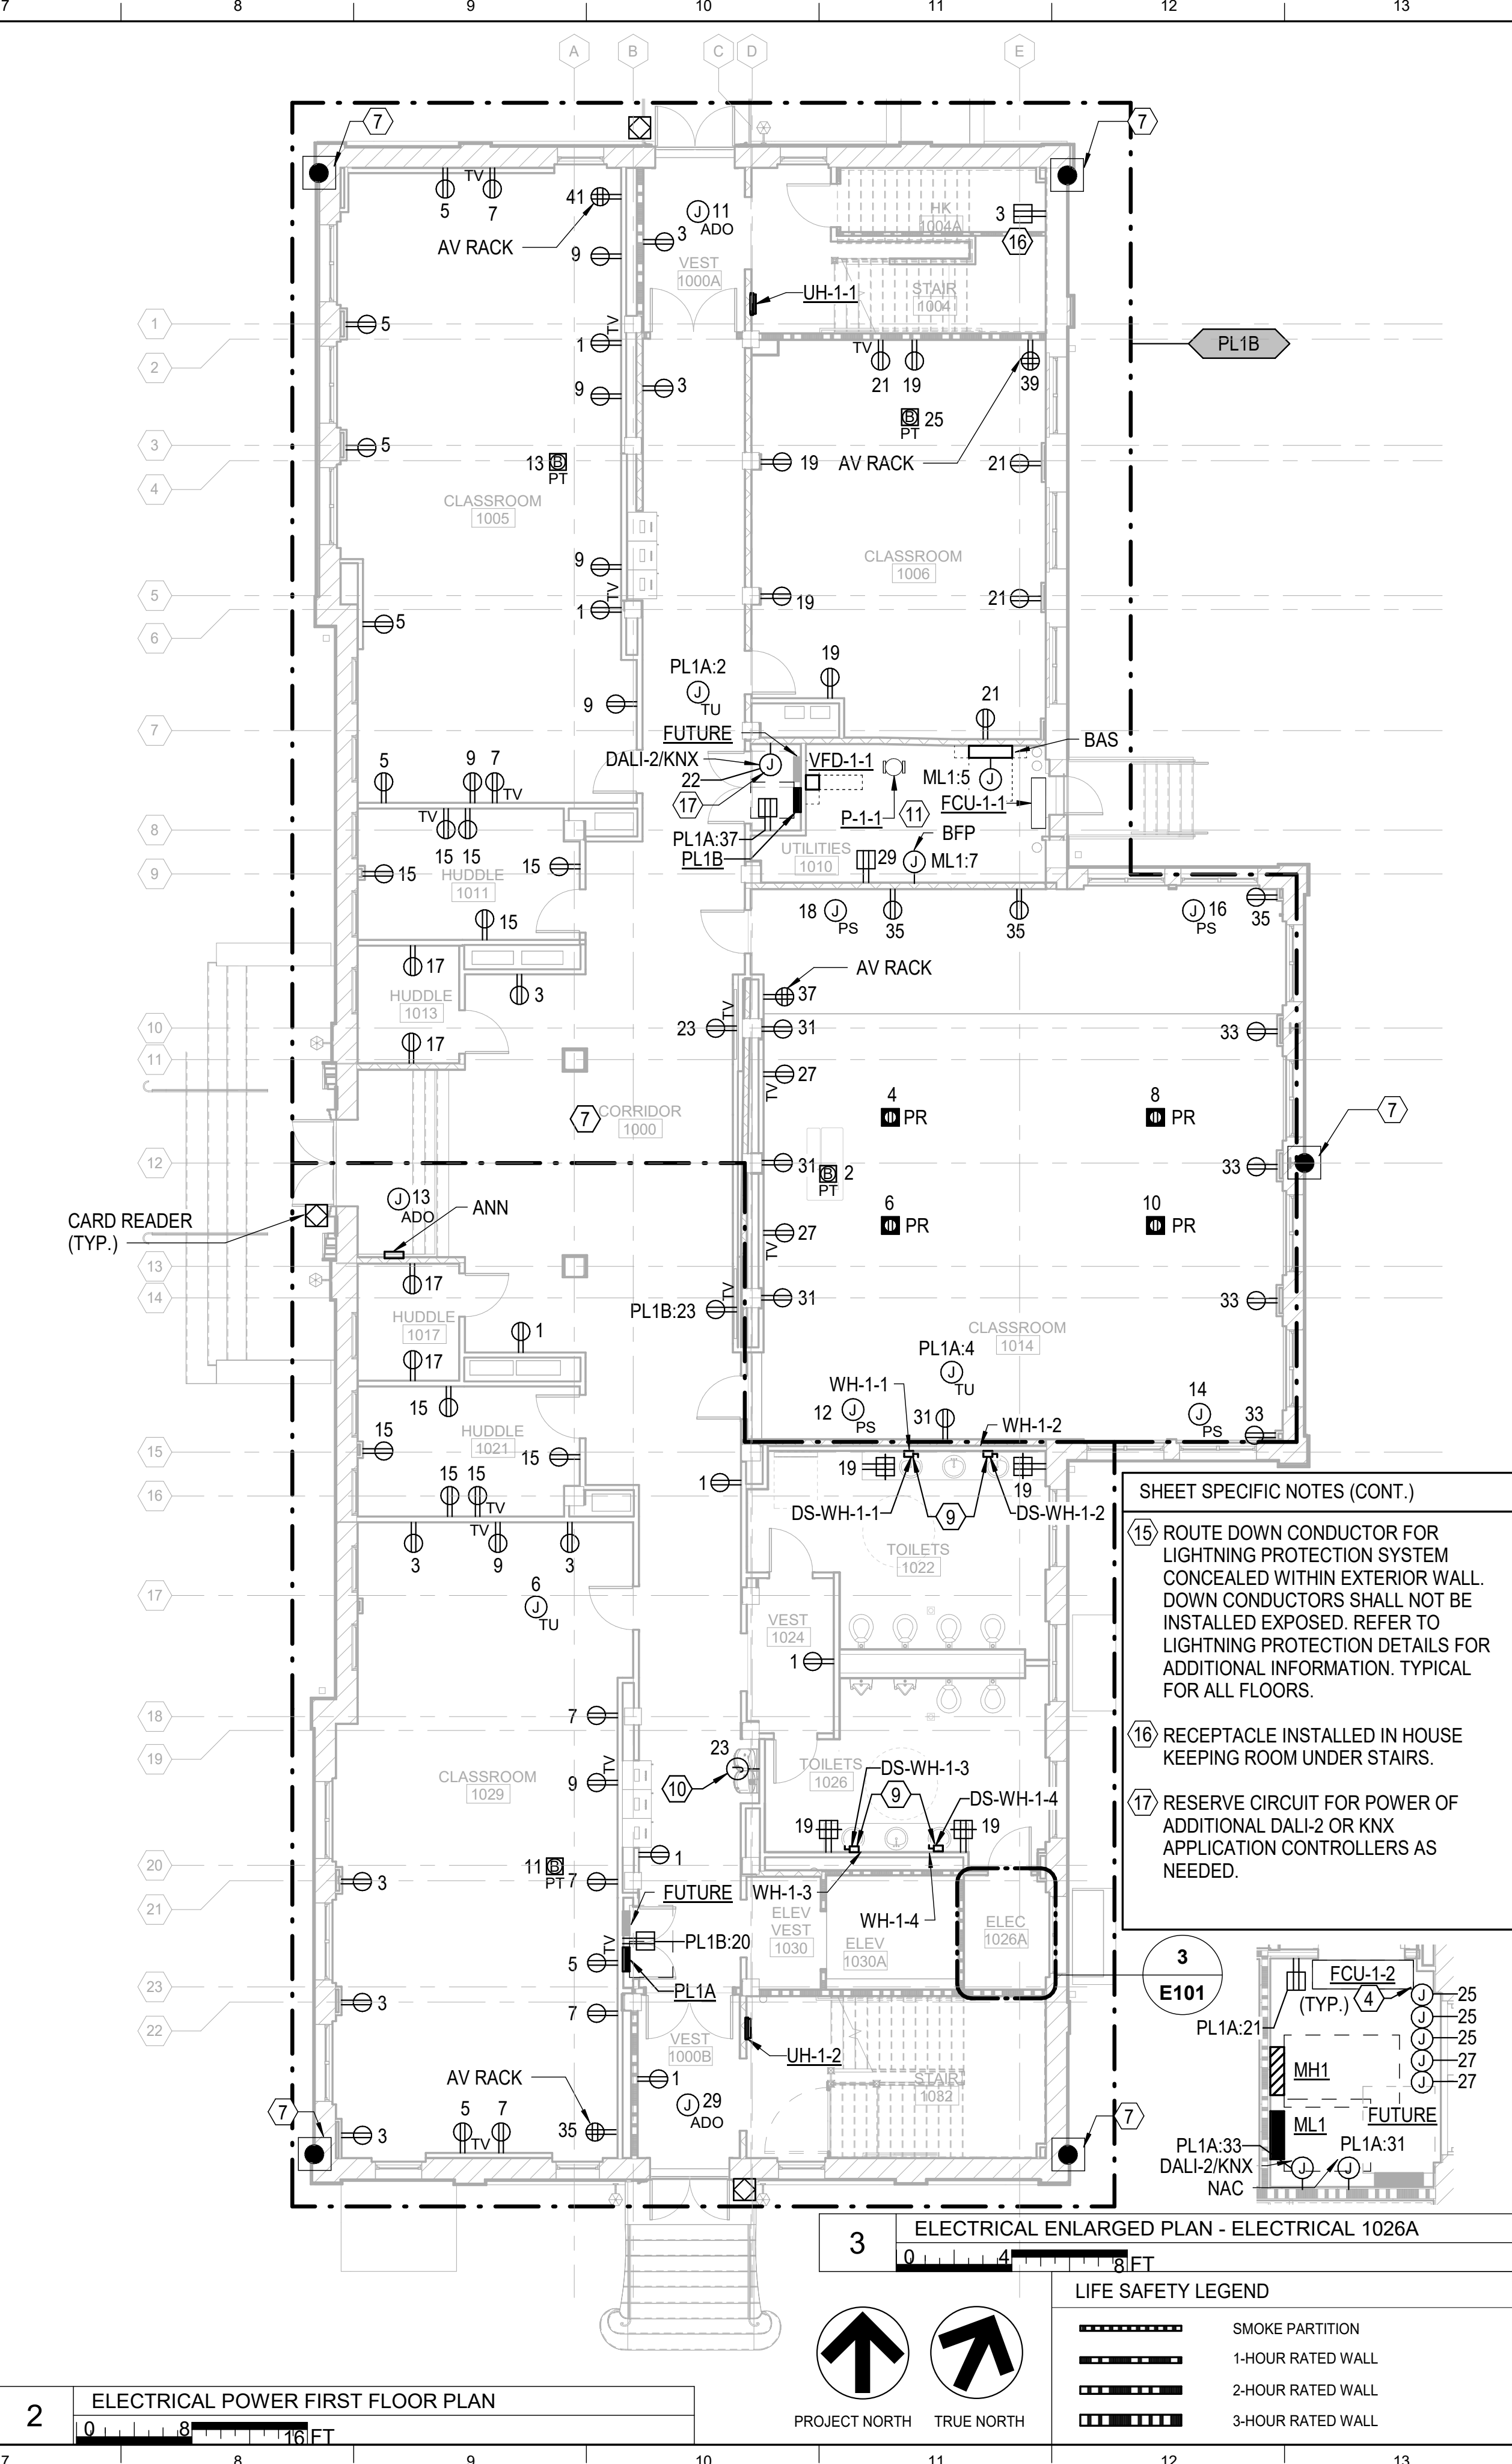 7 8 9 10 11 12 13
A B C D E
7 7
TV
5 7
41
AV RACK
J 11
ADO
3
HK
1004A
3
16
9
3
VEST
1000A
UH-1-1
STAIR
1004
1
5
TV
1
PL1B
2
TV
21 19 39
9
3
B 25
PT
3
5
13 B
PT
19
AV RACK
21
4
CLASSROOM
1005
9
CLASSROOM
1006
5
TV
1
19
21
6
5
19
PL1A:2
J
TU
9
21
7
FUTURE
BAS
DALI-2/KNX
J
VFD-1-1
22
ML1:5
J
5 9 7
TV
17
FCU-1-1
P-1-1
11
8
TV
BFP
PL1A:37
15 15
PL1B
UTILITIES
1010
29
J
ML1:7
9
15
HUDDLE
1011
15
18 J
PS
35 35
J 16
PS
35
15
17
AV RACK
HUDDLE
1013
3
37
TV
10
23
31
33
11
17
27
TV
7
CORRIDOR
1000
4
PR
8
PR
7
12
31
B 2
PT
33
J 13
ADO
ANN
6
PR
10
PR
CARD READER
(TYP.)
27
TV
13
17
TV
14
HUDDLE
1017
1
PL1B:23
31
33
CLASSROOM
1014
17
PL1A:4
J
TU
WH-1-1
15
12 J
PS
31
WH-1-2
14
J
PS
33
HUDDLE
1021
15
15
15
15 15
TV
16
1
19
19
SHEET SPECIFIC NOTES (CONT.)
DS-WH-1-1
9
DS-WH-1-2
TV
3 9 3
TOILETS
1022
15 ROUTE DOWN CONDUCTOR FOR
LIGHTNING PROTECTION SYSTEM
CONCEALED WITHIN EXTERIOR WALL.
DOWN CONDUCTORS SHALL NOT BE
INSTALLED EXPOSED. REFER TO
LIGHTNING PROTECTION DETAILS FOR
ADDITIONAL INFORMATION. TYPICAL
FOR ALL FLOORS.
17
6
J
TU
VEST
1024
1
18
7
16 RECEPTACLE INSTALLED IN HOUSE
KEEPING ROOM UNDER STAIRS.
19
TV
23
10
TOILETS
1026
DS-WH-1-3
CLASSROOM
1029
9
9
DS-WH-1-4
17 RESERVE CIRCUIT FOR POWER OF
ADDITIONAL DALI-2 OR KNX
APPLICATION CONTROLLERS AS
NEEDED.
19
19
20
11 B
PT
1
21
3
7
FUTURE
WH-1-3
ELEV
VEST
1030
WH-1-4
ELEV
1030A
ELEC
1026A
TV
PL1B:20
3
E101
5
23
PL1A
3
22
7
VEST
1000B
UH-1-2
STAIR
1032
AV RACK
1
J 29
ADO
7
5 7
TV
35
3
7
FCU-1-2
(TYP.) 4
J 25
PL1A:21
J 25
J 25
MH1
J 27
J 27
FUTURE
ML1
PL1A:33
PL1A:31
DALI-2/KNX
J J
NAC
3
ELECTRICAL ENLARGED PLAN - ELECTRICAL 1026A
0 4 8 FT
LIFE SAFETY LEGEND
SMOKE PARTITION
1-HOUR RATED WALL
2-HOUR RATED WALL
3-HOUR RATED WALL
PROJECT NORTH TRUE NORTH
2
ELECTRICAL POWER FIRST FLOOR PLAN
0 8 16 FT
7 8 9 10 11 12 13